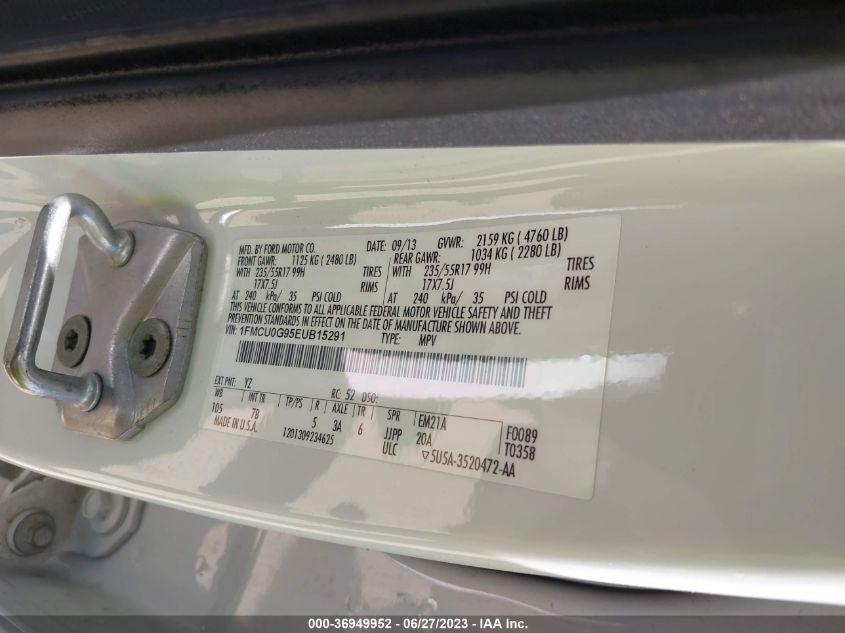 MFD. BY FORD MOTOR CO. DATE: 09/13 GVWR: 2159 KG ( 4760 LB)
FRONT GAWR: 1125 KG ( 2480 LB) REAR GAWR: 1034 KG ( 2280 LB)
WITH 235/55R17 99H TIRES WITH 235/55R17 99H TIRES
17X7.5J RIMS 17X7.5J RIMS
AT 240 kPa/ 35 PSI COLD AT 240 kPa/ 35 PSI COLD
THIS VEHICLE CONFORMS TO ALL APPLICABLE FEDERAL MOTOR VEHICLE SAFETY AND THEFT
PREVENTION STANDARDS IN EFFECT ON THE DATE OF MANUFACTURE SHOWN ABOVE.
VIN: 1FMCU0G95EUB15291 TYPE: MPV
EXT PNT: YZ RC: 52 DSO:
WB INT TR TP/PS R AXLE TR SPR EM21A F0089
105 7B 5 3A 6 JJPP 20A T0358
MADE IN U.S.A. 1201309234625 ULC ▽5U5A-3520472-AA
000-36949952 / 06/27/2023 - IAA